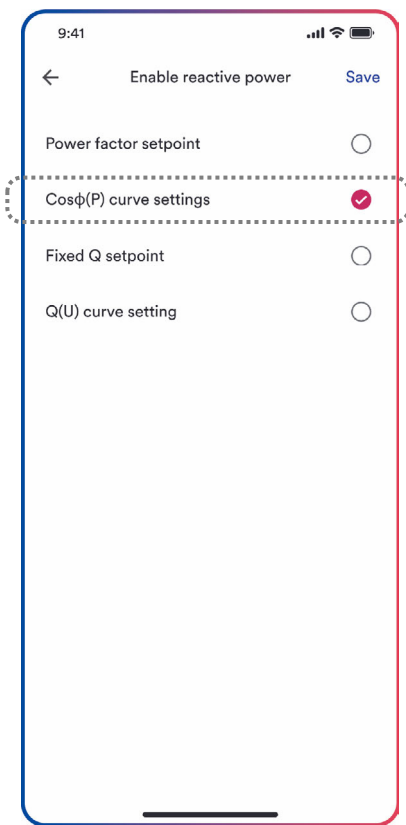 9:41
Enable reactive power Save
Power factor setpoint
Cosϕ(P) curve settings
Fixed Q setpoint
Q(U) curve setting